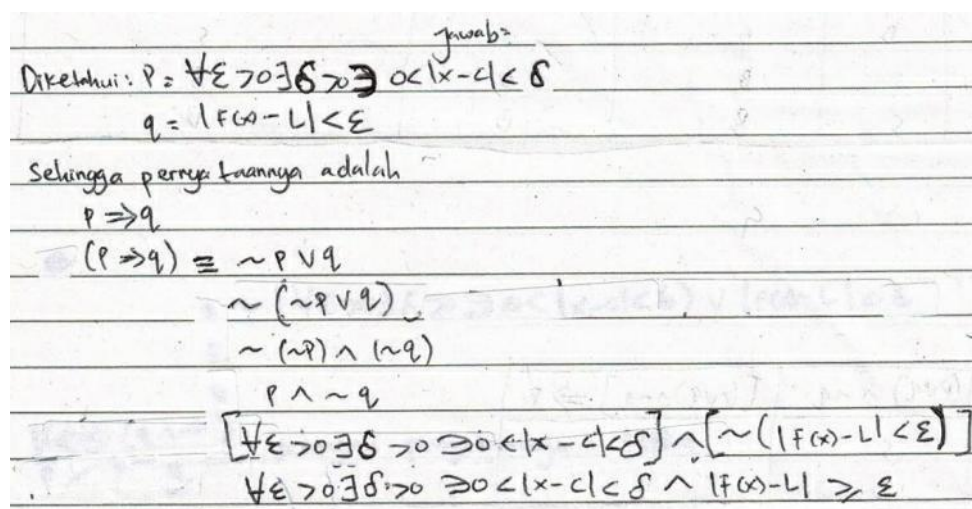 Jawab:
Diketahui: P = ∀ε >0 ∃ δ >0 ∋ 0<|x-c|< δ
q = |F(x) - L| < ε
Sehingga pernyataannya adalah
P ⇒ q
(P ⇒ q) ≡ ~P ∨ q
~ (~P ∨ q)
~ (~P) ∧ (~q)
P ∧ ~ q
[∀ε >0 ∃ δ >0 ∋ 0<|x-c|<δ] ∧ [~(|F(x)-L| < ε)]
∀ε >0 ∃ δ >0 ∋ 0<|x-c|< δ ∧ |F(x)-L| ≥ ε